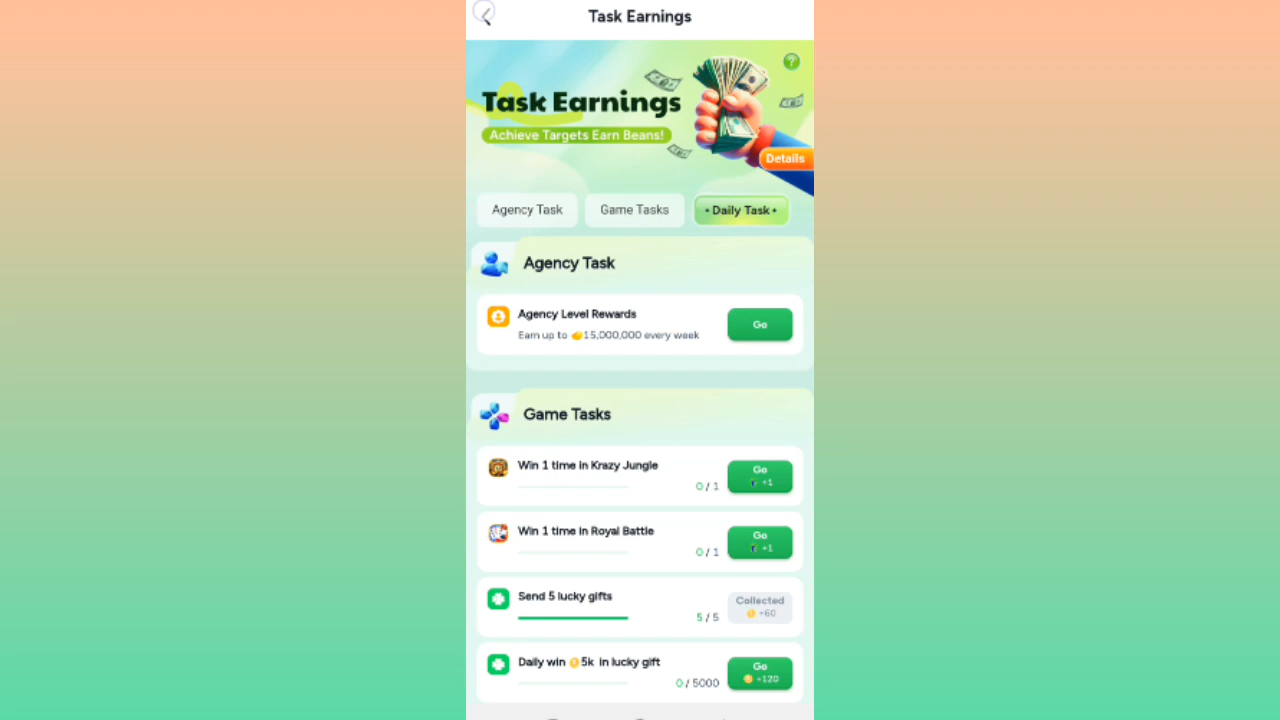 Task Earnings
?
Task Earnings
Achieve Targets Earn Beans!
Details
Agency Task
Game Tasks
Daily Task
Agency Task
Agency Level Rewards
Earn up to 15,000,000 every week
Go
Game Tasks
Win 1 time in Krazy Jungle
0 / 1
Go
+1
Win 1 time in Royal Battle
0 / 1
Go
+1
Send 5 lucky gifts
5 / 5
Collected
+60
Daily win 5k in lucky gift
0 / 5000
Go
+120